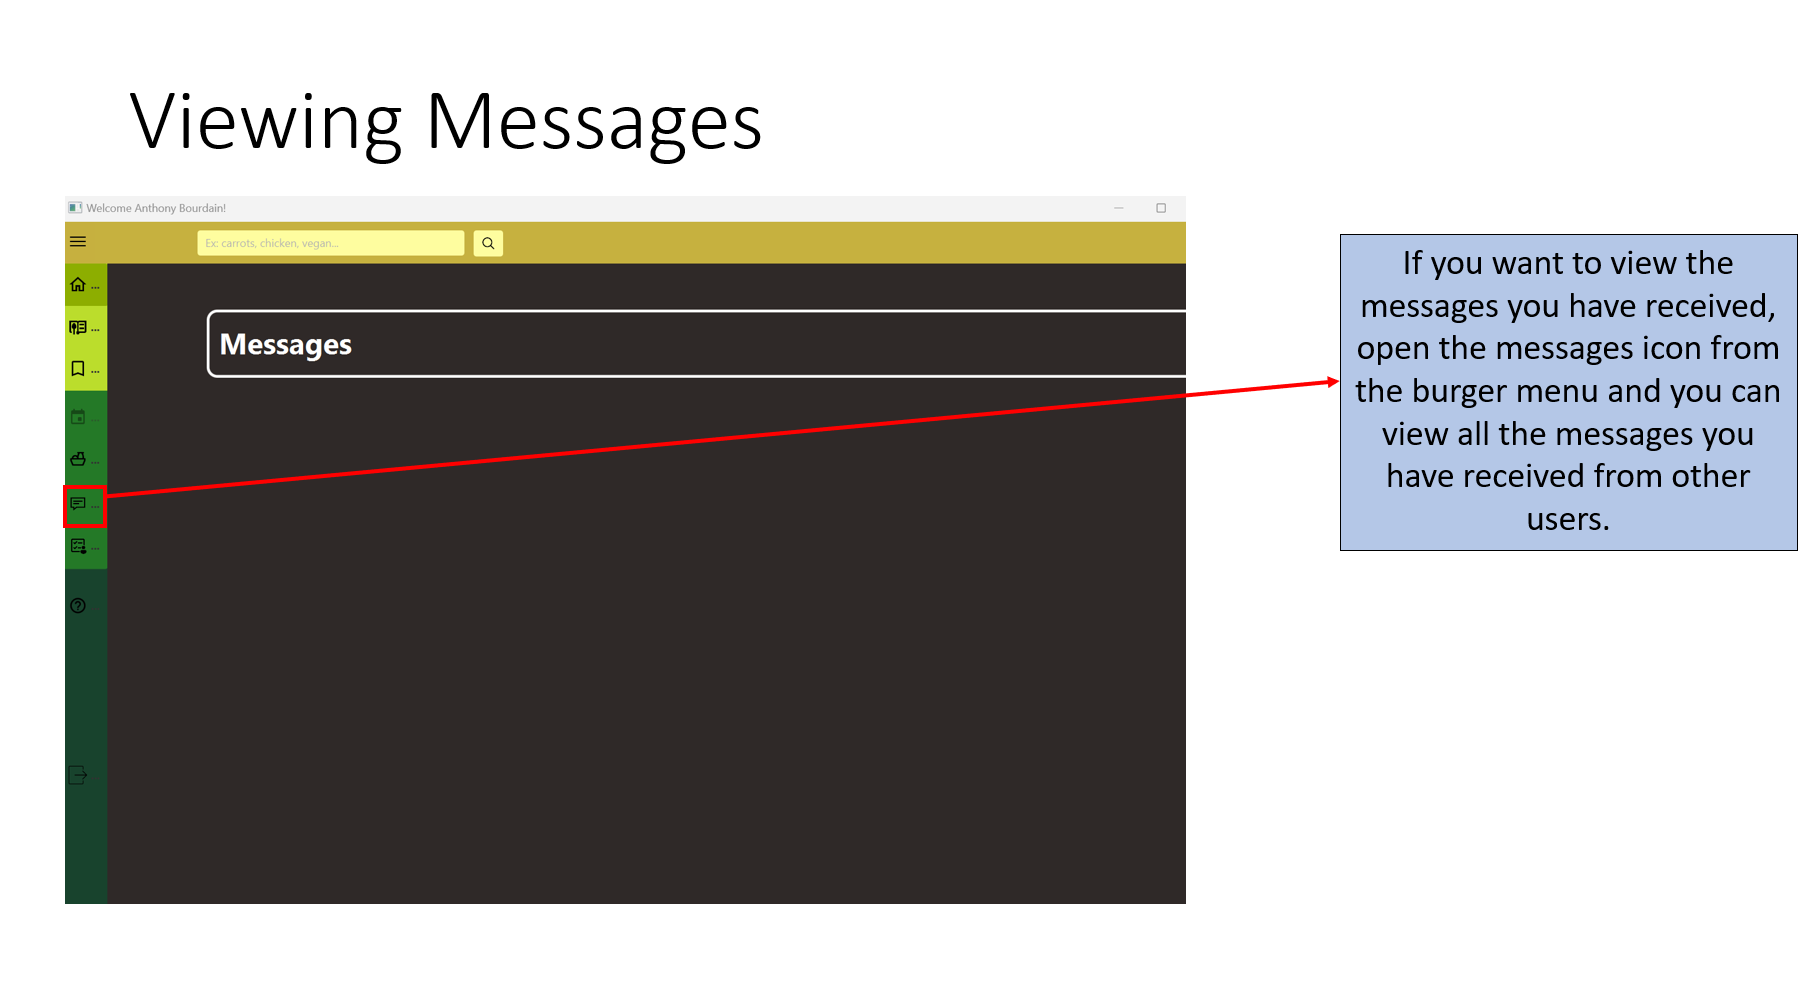 Viewing Messages
Welcome Anthony Bourdain!
Ex: carrots, chicken, vegan...
...
...
...
...
...
...
...
Messages
If you want to view the
messages you have received,
open the messages icon from
the burger menu and you can
view all the messages you
have received from other
users.